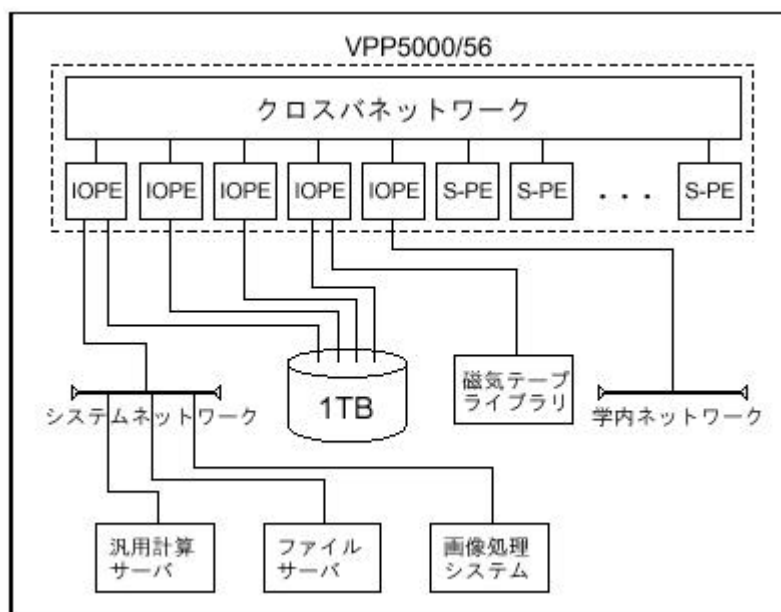 VPP5000/56
クロスバネットワーク
IOPE IOPE IOPE IOPE IOPE S-PE S-PE ... S-PE
1TB
磁気テープ
ライブラリ
システムネットワーク
学内ネットワーク
汎用計算
サーバ
ファイル
サーバ
画像処理
システム